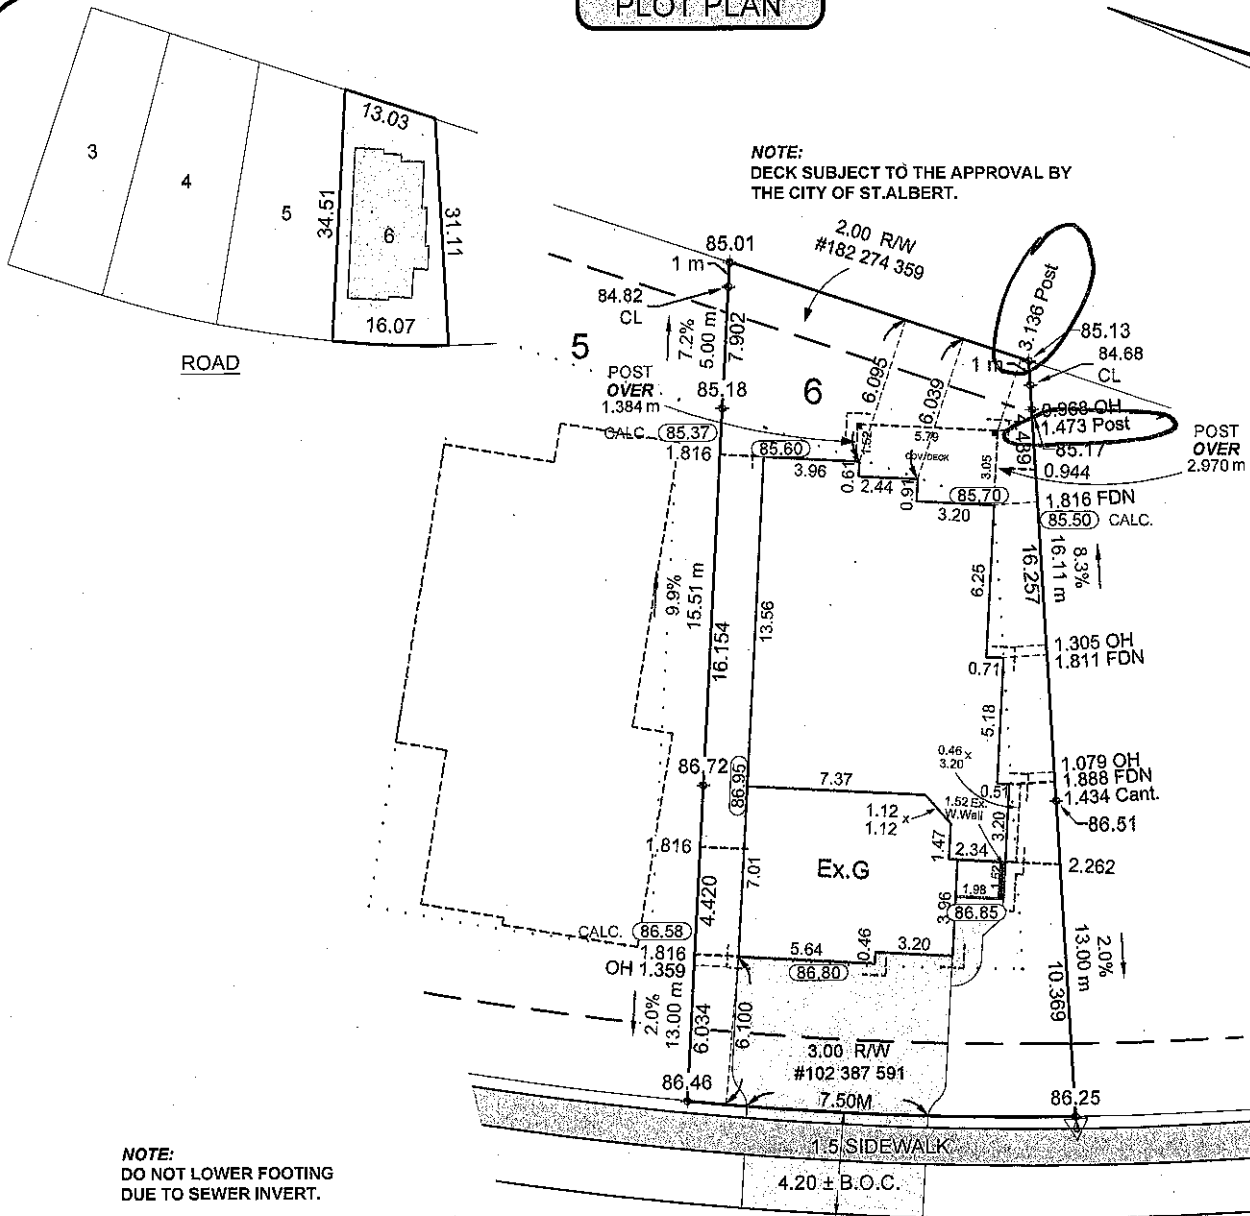 PLOT PLAN
13.03
3
4
5
6
34.51
31.11
16.07
ROAD
NOTE:
DECK SUBJECT TO THE APPROVAL BY
THE CITY OF ST.ALBERT.
2.00 R/W
#182 274 359
85.01
1 m
84.82
CL
7.2%
5.00 m
7.902
5
6
6.095
6.039
3.136 Post
85.13
1 m
84.68
CL
0.968 OH
1.473 Post
4.489
85.17
0.944
POST
OVER
2.970 m
POST
OVER
1.384 m
85.18
CALC. 85.37
1.816
85.60
3.96
0.61
1.52
5.79
COV/DECK
2.44
0.91
3.05
85.70
3.20
1.816 FDN
85.50 CALC.
9.9%
15.51 m
16.154
13.56
6.25
16.257
16.11 m
8.3%
1.305 OH
1.811 FDN
0.71
5.18
0.46 x
3.20
1.079 OH
1.888 FDN
1.434 Cant.
86.51
86.72
86.95
7.37
1.12 x
1.12
1.52 Ex.
W.Wall
0.51
3.20
1.47
2.34
1.816
7.01
Ex.G
1.52
1.98
2.262
4.420
3.96
86.85
CALC. 86.58
1.816
OH 1.359
5.64
0.46
3.20
86.80
2.0%
13.00 m
6.034
6.100
10.369
13.00 m
2.0%
3.00 R/W
#102 387 591
86.46
7.50M
86.25
1.5 SIDEWALK
4.20 ± B.O.C.
NOTE:
DO NOT LOWER FOOTING
DUE TO SEWER INVERT.